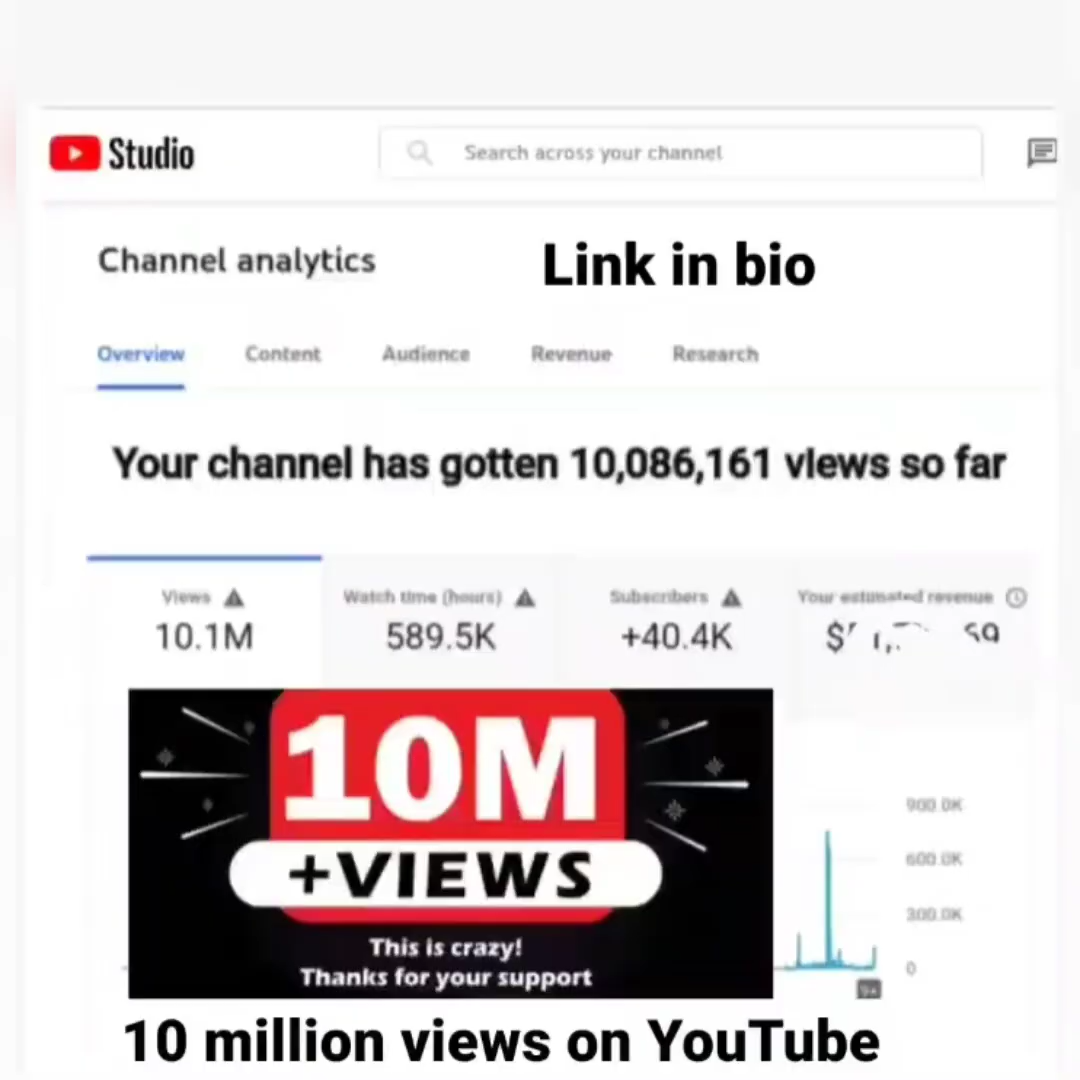 Studio
Search across your channel
Channel analytics
Link in bio
Overview Content Audience Revenue Research
Your channel has gotten 10,086,161 views so far
Views Watch time (hours) Subscribers Your estimated revenue
10.1M 589.5K +40.4K
10M
+VIEWS
This is crazy!
Thanks for your support
900.0K
600.0K
300.0K
0
9+
10 million views on YouTube